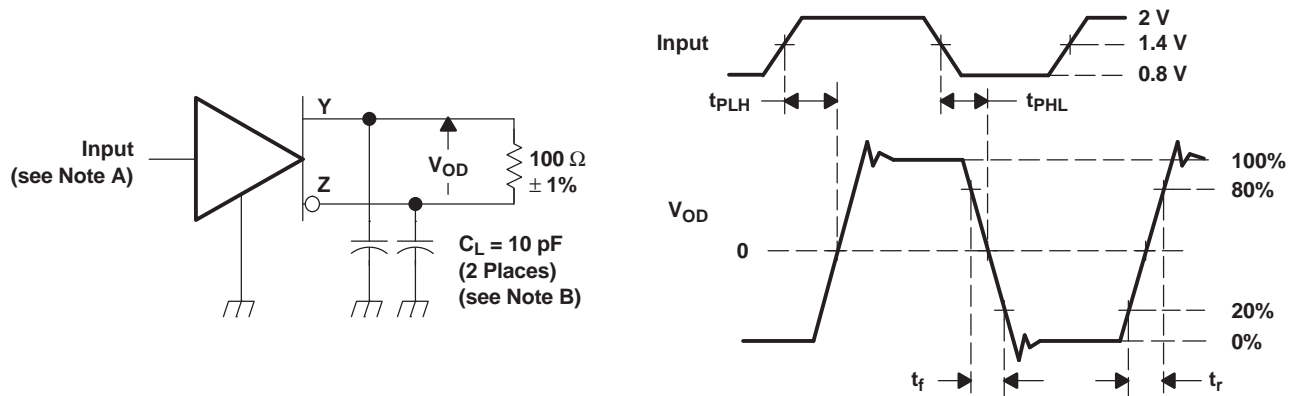 Input
(see Note A)
Y
Z
V_OD
100 Ω
± 1%
C_L = 10 pF
(2 Places)
(see Note B)
Input
2 V
1.4 V
0.8 V
t_PLH
t_PHL
V_OD
0
100%
80%
20%
0%
t_f
t_r